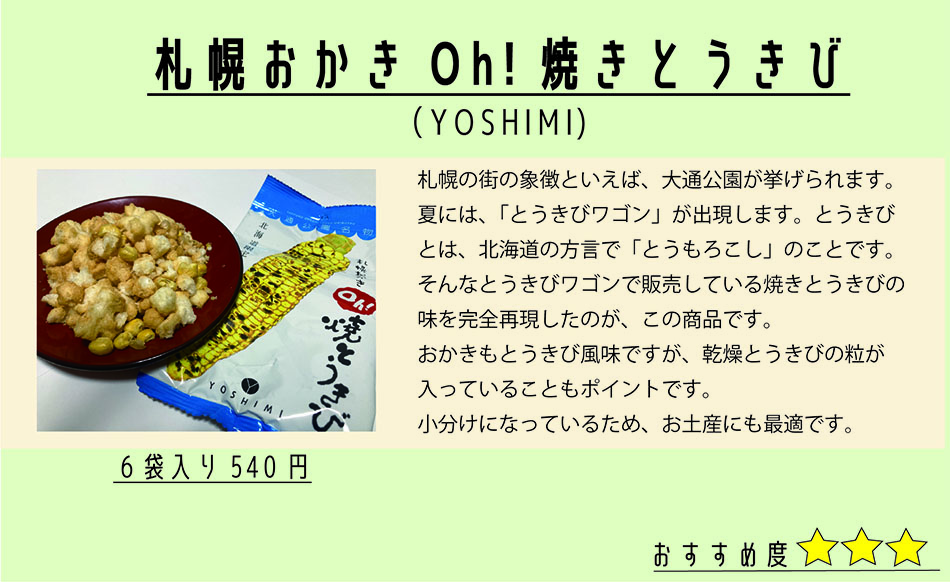 札幌おかき Oh! 焼きとうきび
(YOSHIMI)
札幌の街の象徴といえば、大通公園が挙げられます。
夏には、「とうきびワゴン」が出現します。とうきび
とは、北海道の方言で「とうもろこし」のことです。
そんなとうきびワゴンで販売している焼きとうきびの
味を完全再現したのが、この商品です。
おかきもとうきび風味ですが、乾燥とうきびの粒が
入っていることもポイントです。
小分けになっているため、お土産にも最適です。
札幌おかき
Oh!
焼とうきび
YOSHIMI
6袋入り 540円
おすすめ度